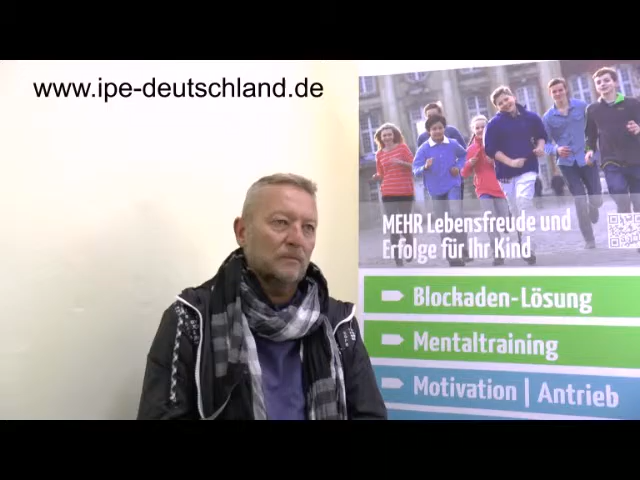 www.ipe-deutschland.de
MEHR Lebensfreude und
Erfolge für Ihr Kind
Blockaden-Lösung
Mentaltraining
Motivation | Antrieb